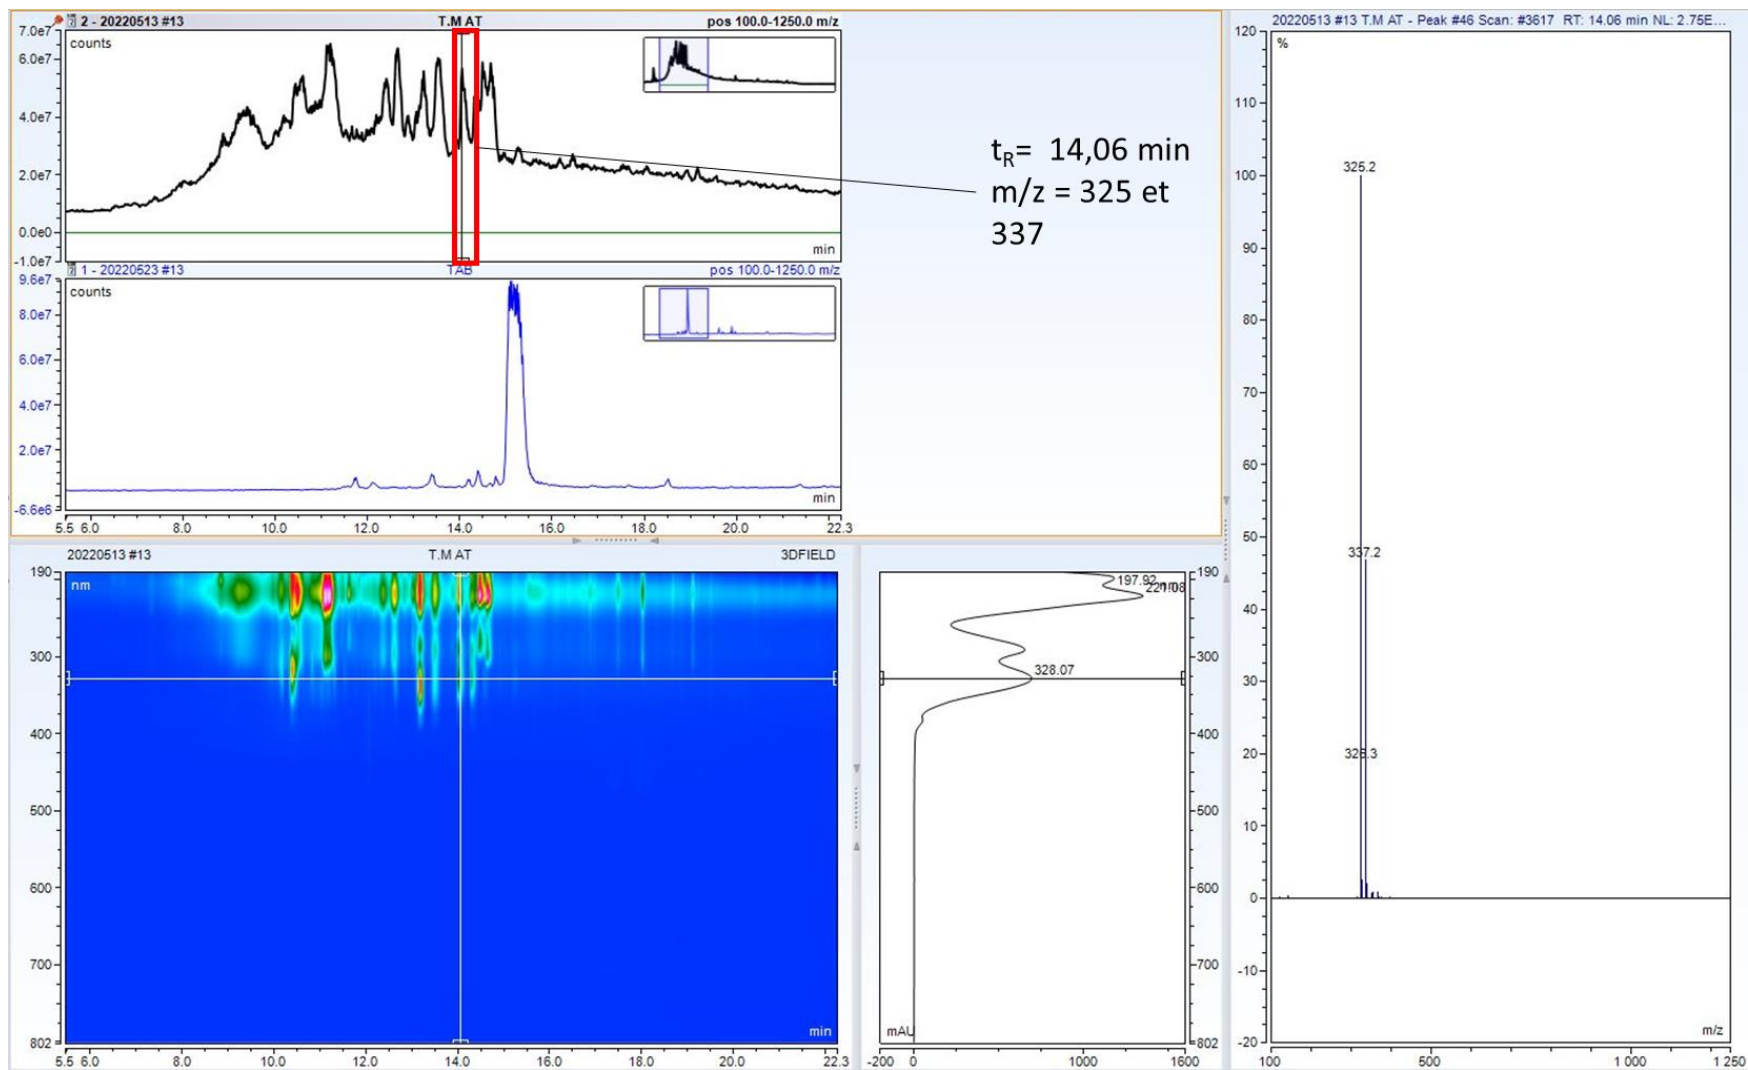 2 - 20220513 #13 T.M AT pos 100.0-1250.0 m/z
7.0e7
counts
6.0e7
4.0e7
2.0e7
0.0e0
-1.0e7
min
tR= 14,06 min
m/z = 325 et
337
1 - 20220523 #13 TAB pos 100.0-1250.0 m/z
9.6e7
counts
8.0e7
6.0e7
4.0e7
2.0e7
-6.6e6
min
5.5 6.0 8.0 10.0 12.0 14.0 16.0 18.0 20.0 22.3
20220513 #13 T.M AT 3DFIELD
190
nm
300
400
500
600
700
802
min
5.5 6.0 8.0 10.0 12.0 14.0 16.0 18.0 20.0 22.3
190
197.92
328.07
300
400
500
600
700
802
mAU
-200 0 1000 1600
20220513 #13 T.M AT - Peak #46 Scan: #3617 RT: 14.06 min NL: 2.75E...
120
%
110
325.2
100
90
80
70
60
50
337.2
40
30
20
10
0
-10
-20
m/z
100 500 1 000 1 250